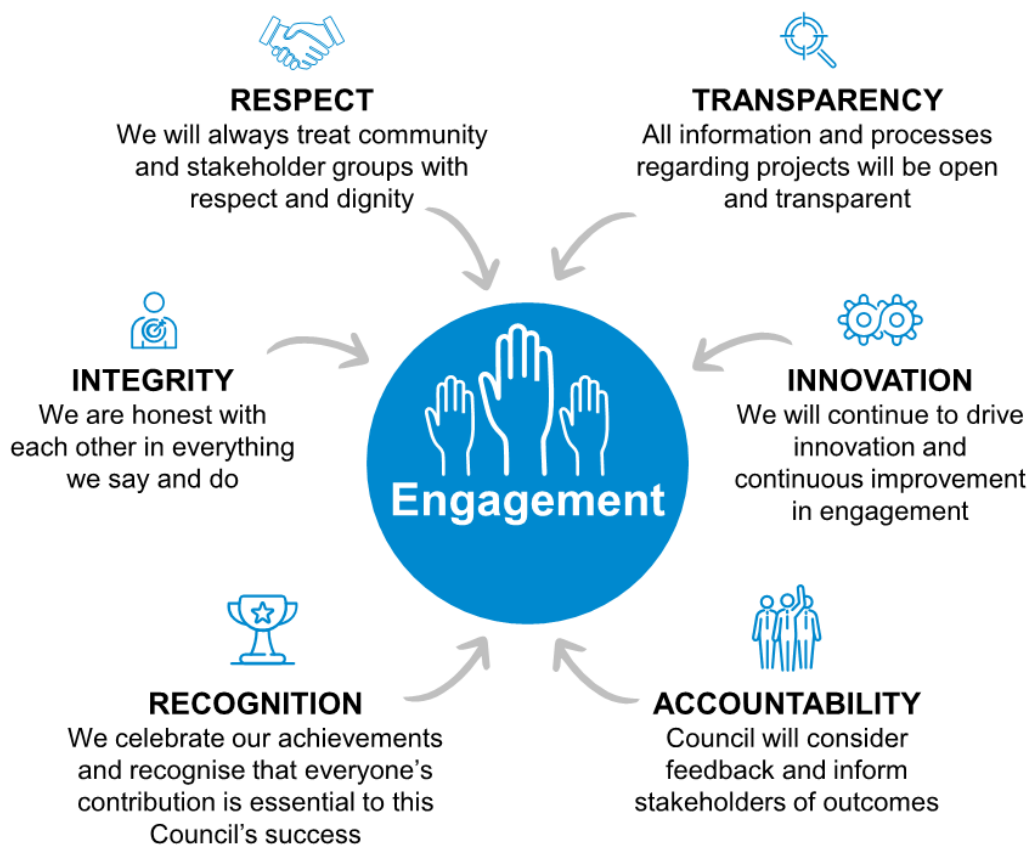 RESPECT
We will always treat community
and stakeholder groups with
respect and dignity
TRANSPARENCY
All information and processes
regarding projects will be open
and transparent
INTEGRITY
We are honest with
each other in everything
we say and do
Engagement
INNOVATION
We will continue to drive
innovation and
continuous improvement
in engagement
RECOGNITION
We celebrate our achievements
and recognise that everyone’s
contribution is essential to this
Council’s success
ACCOUNTABILITY
Council will consider
feedback and inform
stakeholders of outcomes